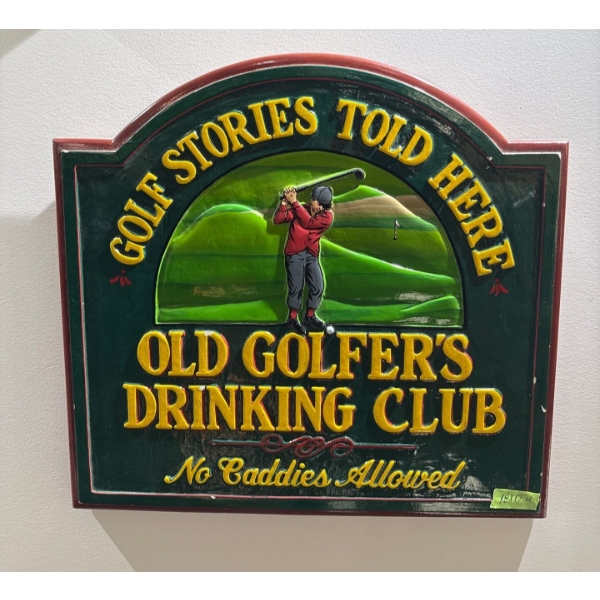 GOLF STORIES TOLD HERE
OLD GOLFER'S
DRINKING CLUB
No Caddies Allowed